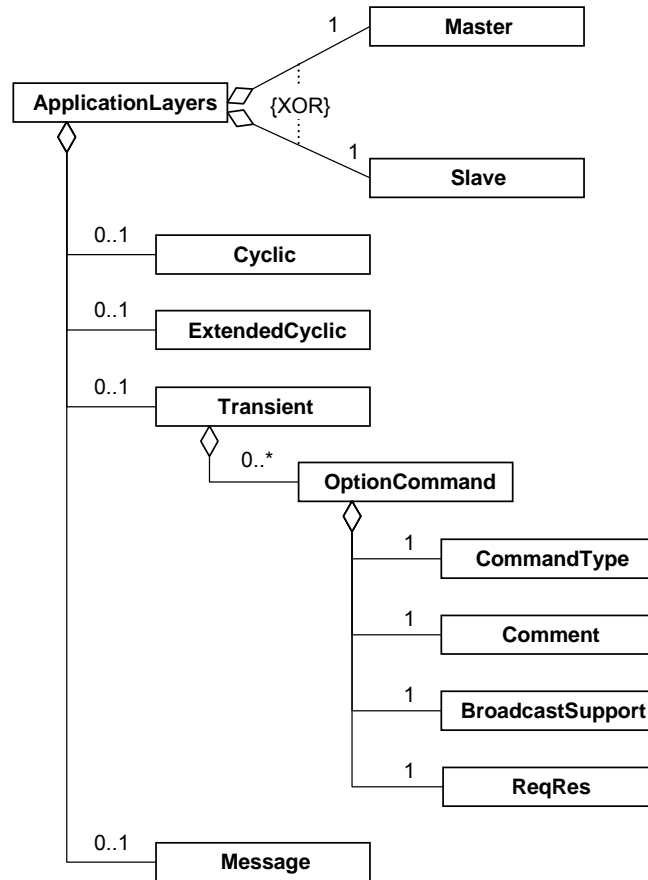 1
Master
ApplicationLayers
{XOR}
1
Slave
0..1
Cyclic
0..1
ExtendedCyclic
0..1
Transient
0..*
OptionCommand
1
CommandType
1
Comment
1
BroadcastSupport
1
ReqRes
0..1
Message